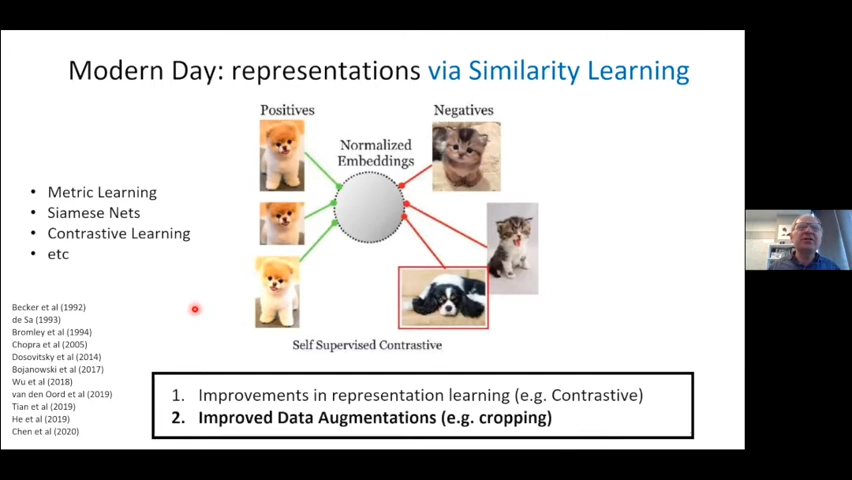 Modern Day: representations via Similarity Learning
Positives
Negatives
Normalized
Embeddings
• Metric Learning
• Siamese Nets
• Contrastive Learning
• etc
Becker et al (1992)
de Sa (1993)
Bromley et al (1994)
Chopra et al (2005)
Dosovitsky et al (2014)
Bojanowski et al (2017)
Wu et al (2018)
van den Oord et al (2019)
Tian et al (2019)
He et al (2019)
Chen et al (2020)
Self Supervised Contrastive
1. Improvements in representation learning (e.g. Contrastive)
2. Improved Data Augmentations (e.g. cropping)